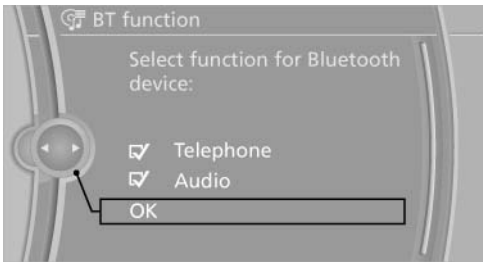 BT function
Select function for Bluetooth
device:
Telephone
Audio
OK